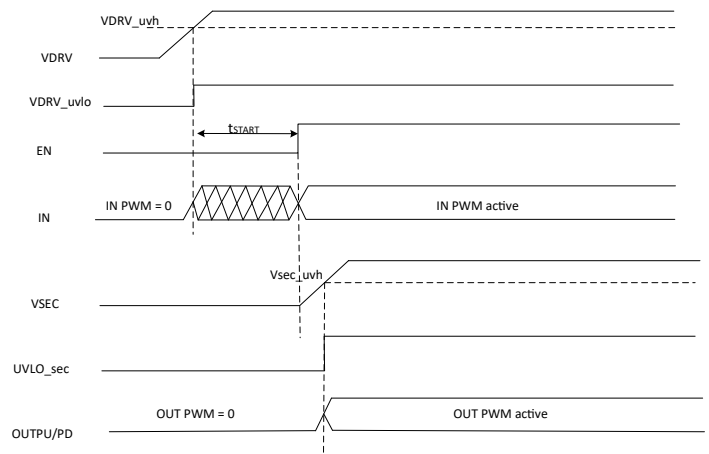 VDRV_uvh
VDRV
VDRV_uvlo
tSTART
EN
IN PWM = 0
IN PWM active
IN
Vsec_uvh
VSEC
UVLO_sec
OUT PWM = 0
OUT PWM active
OUTPU/PD